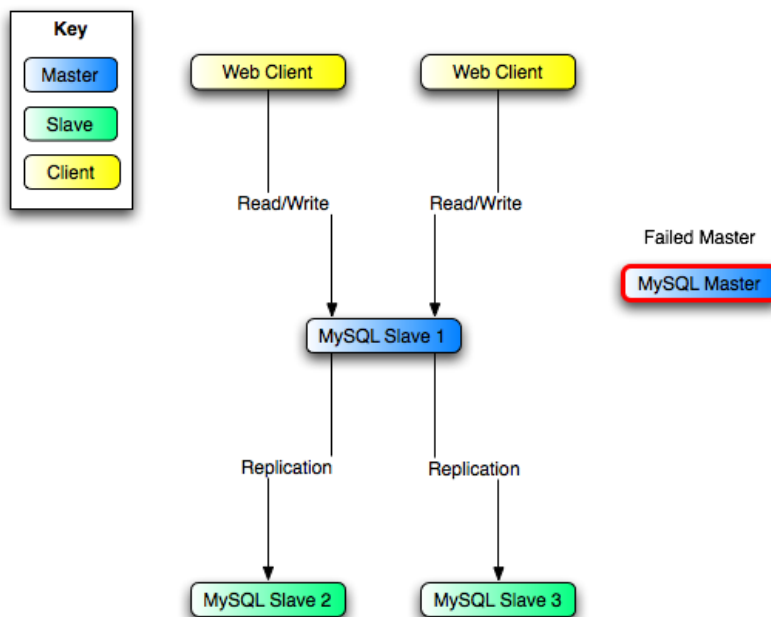 Key
Master
Slave
Client
Web Client
Web Client
Read/Write
Read/Write
Failed Master
MySQL Master
MySQL Slave 1
Replication
Replication
MySQL Slave 2
MySQL Slave 3